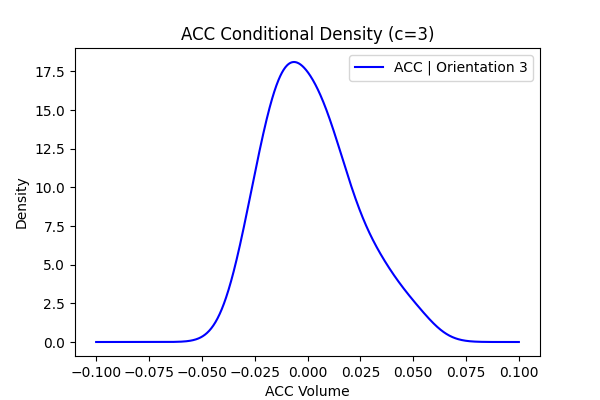 ACC Conditional Density (c=3)
ACC | Orientation 3
17.5
15.0
12.5
10.0
7.5
5.0
2.5
0.0
Density
−0.100 −0.075 −0.050 −0.025 0.000 0.025 0.050 0.075 0.100
ACC Volume